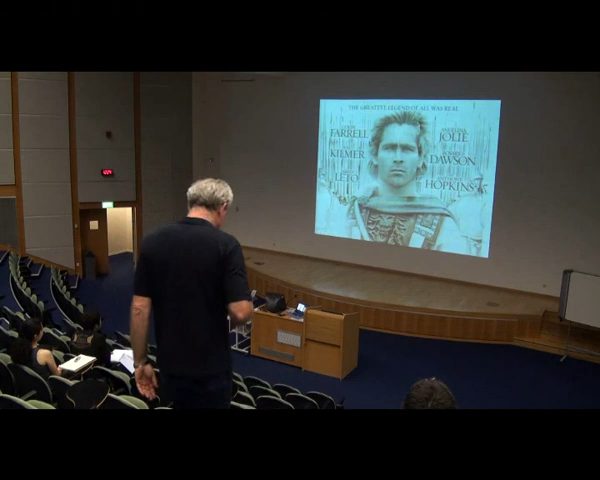 THE GREATEST LEGEND OF ALL WAS REAL
FARRELL
JOLIE
KILMER
DAWSON
LETO
HOPKINS